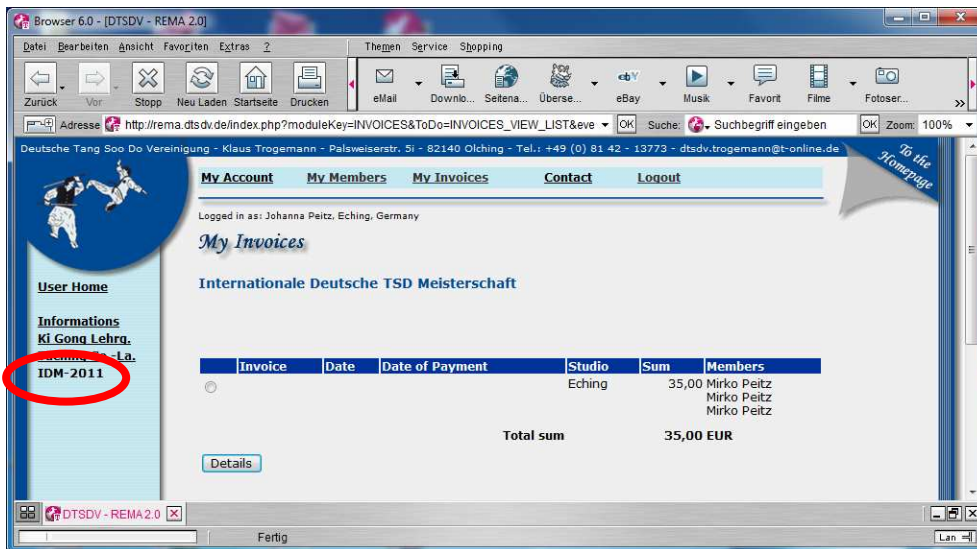 Browser 6.0 - [DTSDV - REMA 2.0]
Datei Bearbeiten Ansicht Favoriten Extras ? Themen Service Shopping
Zurück Vor Stopp Neu Laden Startseite Drucken eMail Downlo... Seitena... Überse... eBay Musik Favorit Filme Fotoser... »
Adresse http://rema.dtsdv.de/index.php?moduleKey=INVOICES&ToDo=INVOICES_VIEW_LIST&eve OK Suche: Suchbegriff eingeben OK Zoom: 100%
Deutsche Tang Soo Do Vereinigung - Klaus Trogemann - Palsweiserstr. 5i - 82140 Olching - Tel.: +49 (0) 81 42 - 13773 - dtsdv.trogemann@t-online.de
To the Homepage
My Account My Members My Invoices Contact Logout
Logged in as: Johanna Peitz, Eching, Germany
My Invoices
Internationale Deutsche TSD Meisterschaft
User Home
Informations
Ki Gong Lehrg.
-La.
IDM-2011
Invoice Date Date of Payment Studio Sum Members
Eching 35,00 Mirko Peitz
Mirko Peitz
Mirko Peitz
Total sum 35,00 EUR
Details
DTSDV - REMA 2.0
Fertig Lan